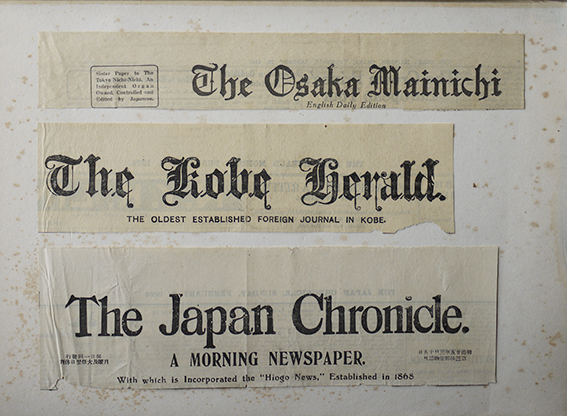 Sister Paper to The
Tokyo Nichi-Nichi, An
Independent Organ
Owned, Controlled and
Edited by Japanese.
The Osaka Mainichi
English Daily Edition
The Kobe Herald.
THE OLDEST ESTABLISHED FOREIGN JOURNAL IN KOBE.
The Japan Chronicle.
A MORNING NEWSPAPER.
With which is Incorporated the "Hiogo News," Established in 1868